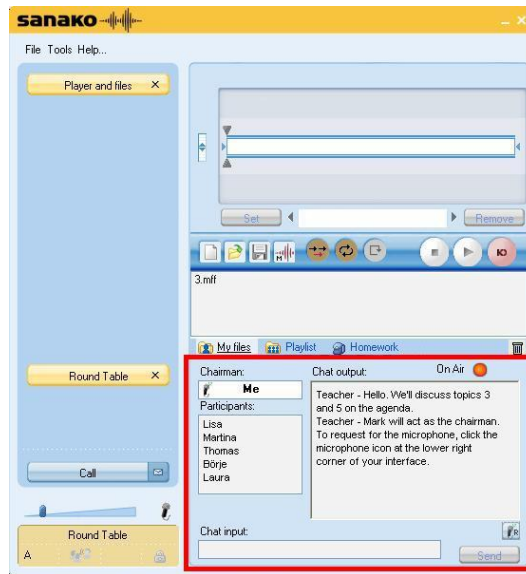 sanako
File Tools Help...
Player and files
Set
Remove
M
3.mff
My files
Playlist
Homework
Round Table
Call
Round Table
A
Chairman:
Me
Participants:
Lisa
Martina
Thomas
Börje
Laura
Chat output:
On Air
Teacher - Hello. We'll discuss topics 3
and 5 on the agenda.
Teacher - Mark will act as the chairman.
To request for the microphone, click the
microphone icon at the lower right
corner of your interface.
R
Chat input:
Send